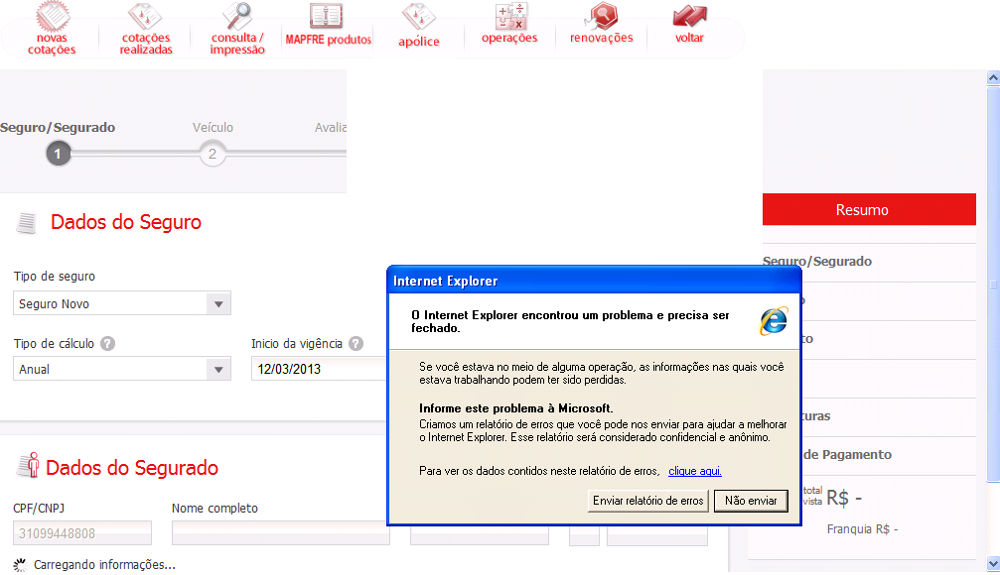 novas
cotações
cotações
realizadas
consulta /
impressão
MAPFRE produtos
apólice
operações
renovações
voltar
Seguro/Segurado
Veículo
Avalia
1
2
Dados do Seguro
Tipo de seguro
Seguro Novo
Tipo de cálculo ?
Inicio da vigência ?
Anual
12/03/2013
Dados do Segurado
CPF/CNPJ
Nome completo
31099448808
Carregando informações...
Internet Explorer
O Internet Explorer encontrou um problema e precisa ser
fechado.
Se você estava no meio de alguma operação, as informações nas quais você
estava trabalhando podem ter sido perdidas.
Informe este problema à Microsoft.
Criamos um relatório de erros que você pode nos enviar para ajudar a melhorar
o Internet Explorer. Esse relatório será considerado confidencial e anônimo.
Para ver os dados contidos neste relatório de erros, clique aqui.
Enviar relatório de erros
Não enviar
Resumo
Seguro/Segurado
o
to
turas
de Pagamento
total
vista
R$ -
Franquia R$ -